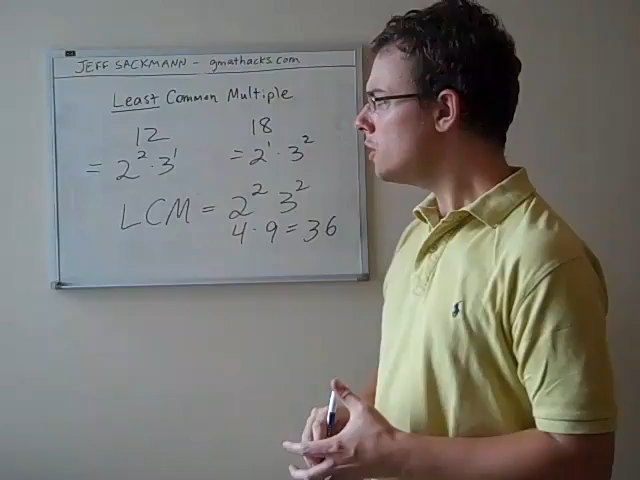 JEFF SACKMANN - gmathacks.com
Least Common Multiple
12 18
= 2² · 3¹ = 2¹ · 3²
LCM = 2² 3²
4 · 9 = 36